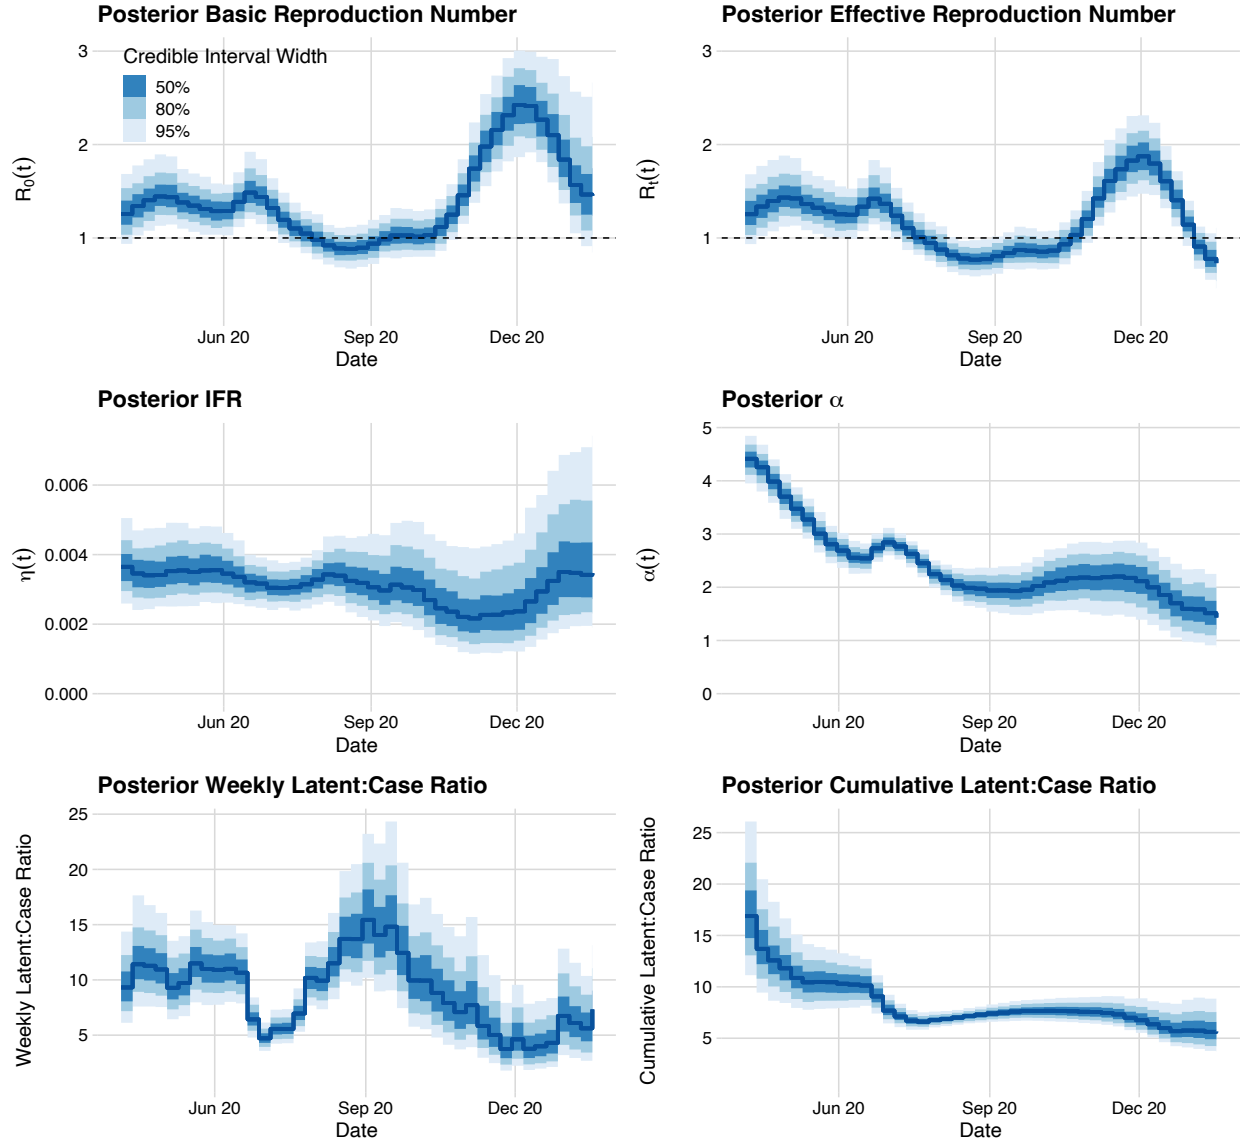 Posterior Basic Reproduction Number
Credible Interval Width
50%
80%
95%
R0(t)
3
2
1
Jun 20
Sep 20
Dec 20
Date
Posterior Effective Reproduction Number
Rt(t)
3
2
1
Jun 20
Sep 20
Dec 20
Date
Posterior IFR
η(t)
0.006
0.004
0.002
0.000
Jun 20
Sep 20
Dec 20
Date
Posterior α
α(t)
5
4
3
2
1
0
Jun 20
Sep 20
Dec 20
Date
Posterior Weekly Latent:Case Ratio
Weekly Latent:Case Ratio
25
20
15
10
5
Jun 20
Sep 20
Dec 20
Date
Posterior Cumulative Latent:Case Ratio
Cumulative Latent:Case Ratio
25
20
15
10
5
Jun 20
Sep 20
Dec 20
Date